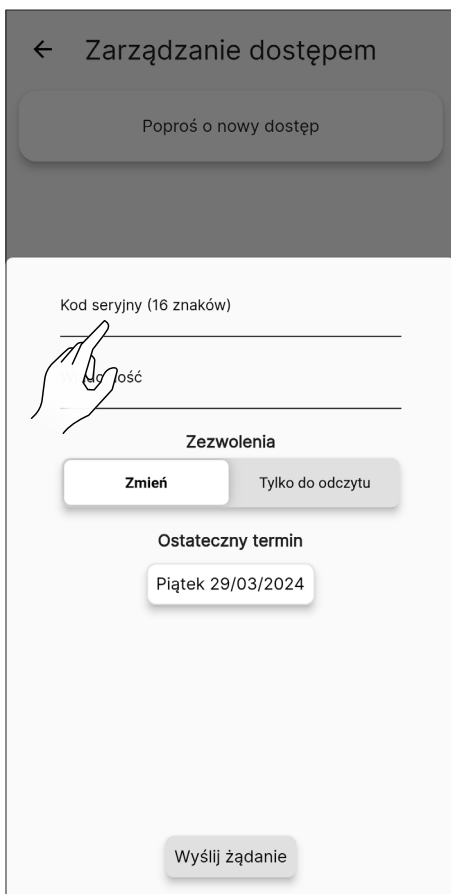 Zarządzanie dostępem
Poproś o nowy dostęp
Kod seryjny (16 znaków)
Zezwolenia
Zmień
Tylko do odczytu
Ostateczny termin
Piątek 29/03/2024
Wyślij żądanie